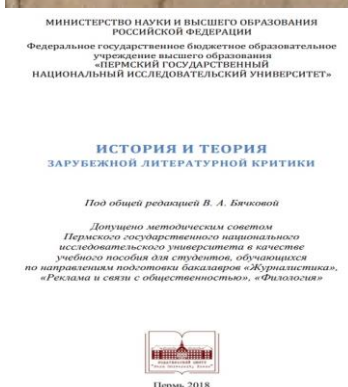 МИНИСТЕРСТВО НАУКИ И ВЫСШЕГО ОБРАЗОВАНИЯ
РОССИЙСКОЙ ФЕДЕРАЦИИ
Федеральное государственное бюджетное образовательное
учреждение высшего образования
«ПЕРМСКИЙ ГОСУДАРСТВЕННЫЙ
НАЦИОНАЛЬНЫЙ ИССЛЕДОВАТЕЛЬСКИЙ УНИВЕРСИТЕТ»
ИСТОРИЯ И ТЕОРИЯ
ЗАРУБЕЖНОЙ ЛИТЕРАТУРНОЙ КРИТИКИ
Под общей редакцией В. А. Бячковой
Допущено методическим советом
Пермского государственного национального
исследовательского университета в качестве
учебного пособия для студентов, обучающихся
по направлениям подготовки бакалавров «Журналистика»,
«Реклама и связи с общественностью», «Филология»
ИЗДАТЕЛЬСКИЙ ЦЕНТР
Пермь 2018